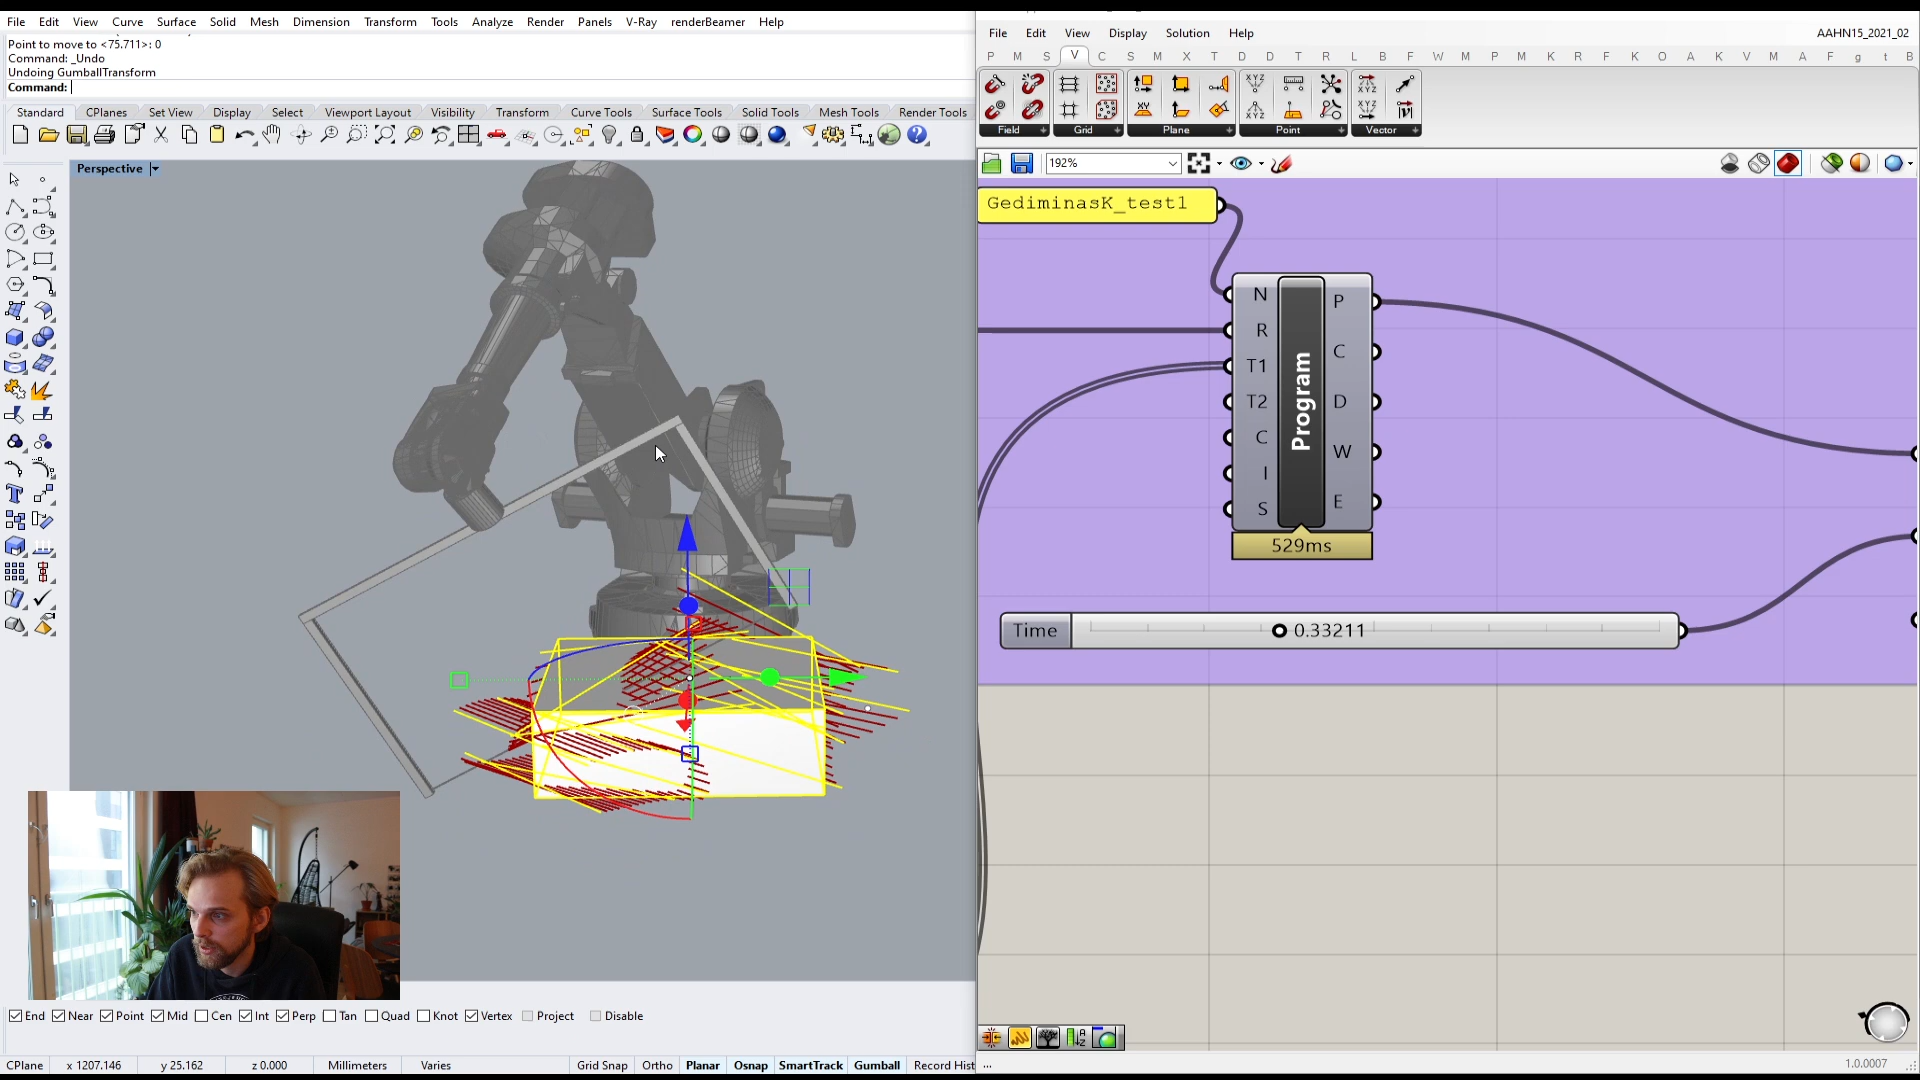 File Edit View Curve Surface Solid Mesh Dimension Transform Tools Analyze Render Panels V-Ray renderBeamer Help
Point to move to <75.711>: 0
Command: _Undo
Undoing GumballTransform
Command:
Standard CPlanes Set View Display Select Viewport Layout Visibility Transform Curve Tools Surface Tools Solid Tools Mesh Tools Render Tools
Perspective
End Near Point Mid Cen Int Perp Tan Quad Knot Vertex Project Disable
CPlane x 1207.146 y 25.162 z 0.000 Millimeters Varies Grid Snap Ortho Planar Osnap SmartTrack Gumball Record Hist
File Edit View Display Solution Help AAHN15_2021_02
P M S V C S M X T D D T R L B F W M P M K F K O A K V M A F g t B
Field Grid Plane Point Vector
192%
GediminasK_test1
N P
R C
T1
T2 D
C W
I
S E
Program
529ms
Time 0.33211
... 1.0.0007